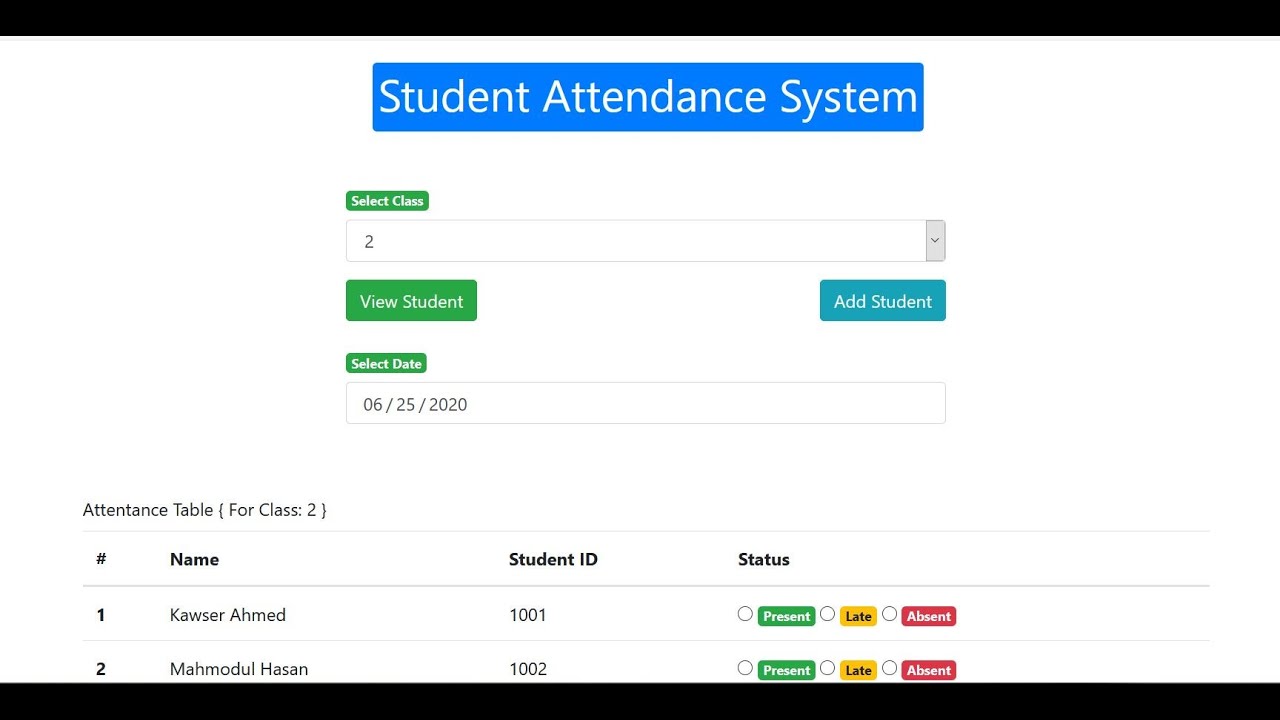 Student Attendance System
Select Class
2
View Student Add Student
Select Date
06 / 25 / 2020
Attentance Table { For Class: 2 }
# Name Student ID Status
1 Kawser Ahmed 1001 Present Late Absent
2 Mahmodul Hasan 1002 Present Late Absent